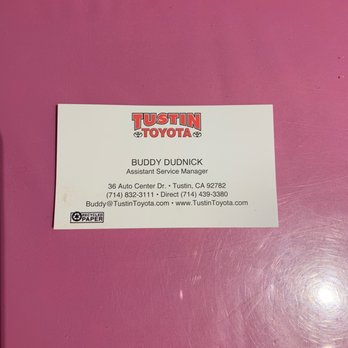 TUSTIN
TOYOTA
BUDDY DUDNICK
Assistant Service Manager
36 Auto Center Dr. • Tustin, CA 92782
(714) 832-3111 • Direct (714) 439-3380
Buddy@TustinToyota.com • www.TustinToyota.com
RECYCLED
PAPER